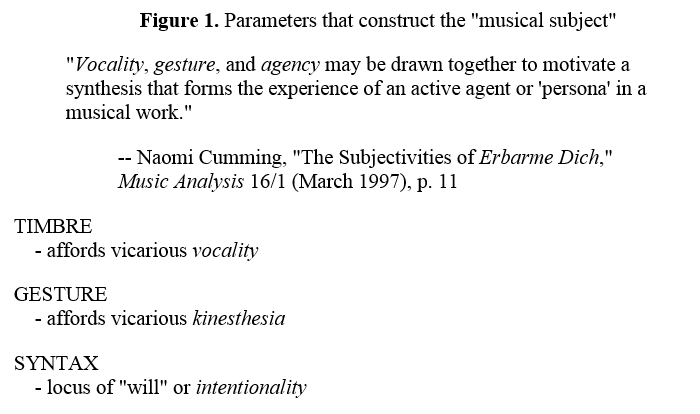 Figure 1. Parameters that construct the "musical subject"
"Vocality, gesture, and agency may be drawn together to motivate a
synthesis that forms the experience of an active agent or 'persona' in a
musical work."
-- Naomi Cumming, "The Subjectivities of Erbarme Dich,"
Music Analysis 16/1 (March 1997), p. 11
TIMBRE
- affords vicarious vocality
GESTURE
- affords vicarious kinesthesia
SYNTAX
- locus of "will" or intentionality